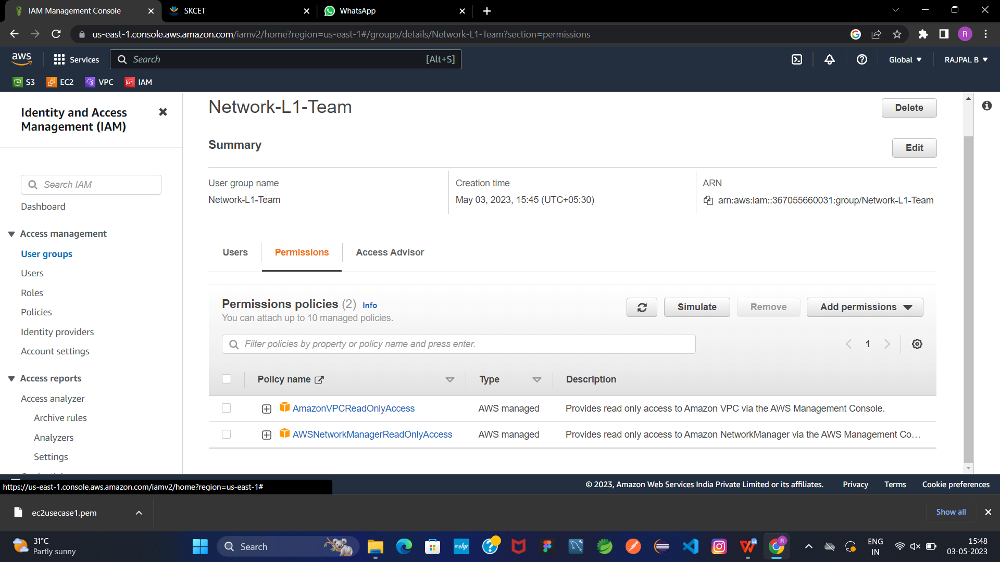 IAM Management Console
SKCET
WhatsApp
us-east-1.console.aws.amazon.com/iamv2/home?region=us-east-1#/groups/details/Network-L1-Team?section=permissions
R
aws
Services
Search
[Alt+S]
Global
RAJPAL B
S3
EC2
VPC
IAM
Identity and Access
Management (IAM)
Search IAM
Dashboard
Access management
User groups
Users
Roles
Policies
Identity providers
Account settings
Access reports
Access analyzer
Archive rules
Analyzers
Settings
Network-L1-Team
Delete
Summary
Edit
User group name
Network-L1-Team
Creation time
May 03, 2023, 15:45 (UTC+05:30)
ARN
arn:aws:iam::367055660031:group/Network-L1-Team
Users
Permissions
Access Advisor
Permissions policies (2) Info
You can attach up to 10 managed policies.
Simulate
Remove
Add permissions
Filter policies by property or policy name and press enter.
1
Policy name
Type
Description
AmazonVPCReadOnlyAccess
AWS managed
Provides read only access to Amazon VPC via the AWS Management Console.
AWSNetworkManagerReadOnlyAccess
AWS managed
Provides read only access to Amazon NetworkManager via the AWS Management Co...
https://us-east-1.console.aws.amazon.com/iamv2/home?region=us-east-1#
© 2023, Amazon Web Services India Private Limited or its affiliates.
Privacy
Terms
Cookie preferences
ec2usecase1.pem
Show all
31°C
Partly sunny
Search
myhp
R
ENG
IN
15:48
03-05-2023